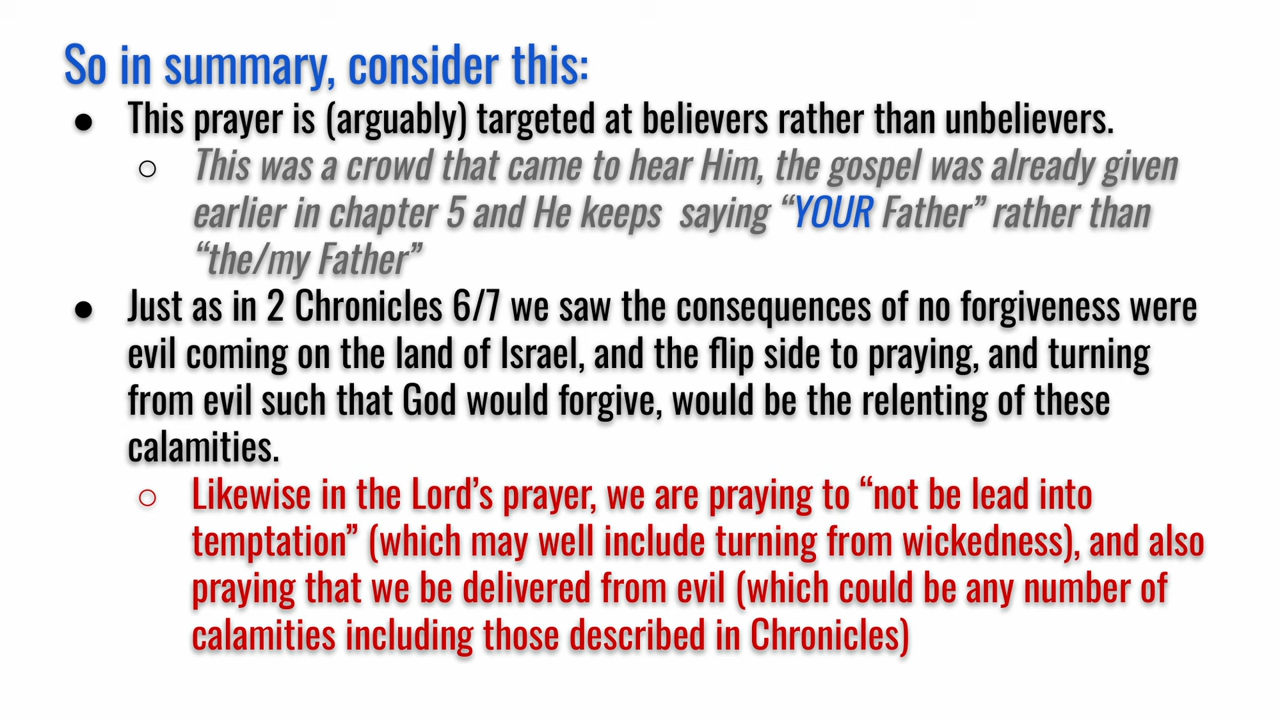 So in summary, consider this:
● This prayer is (arguably) targeted at believers rather than unbelievers.
○ This was a crowd that came to hear Him, the gospel was already given
earlier in chapter 5 and He keeps  saying “YOUR Father” rather than
“the/my Father”
● Just as in 2 Chronicles 6/7 we saw the consequences of no forgiveness were
evil coming on the land of Israel, and the flip side to praying, and turning
from evil such that God would forgive, would be the relenting of these
calamities.
○ Likewise in the Lord’s prayer, we are praying to “not be lead into
temptation” (which may well include turning from wickedness), and also
praying that we be delivered from evil (which could be any number of
calamities including those described in Chronicles)